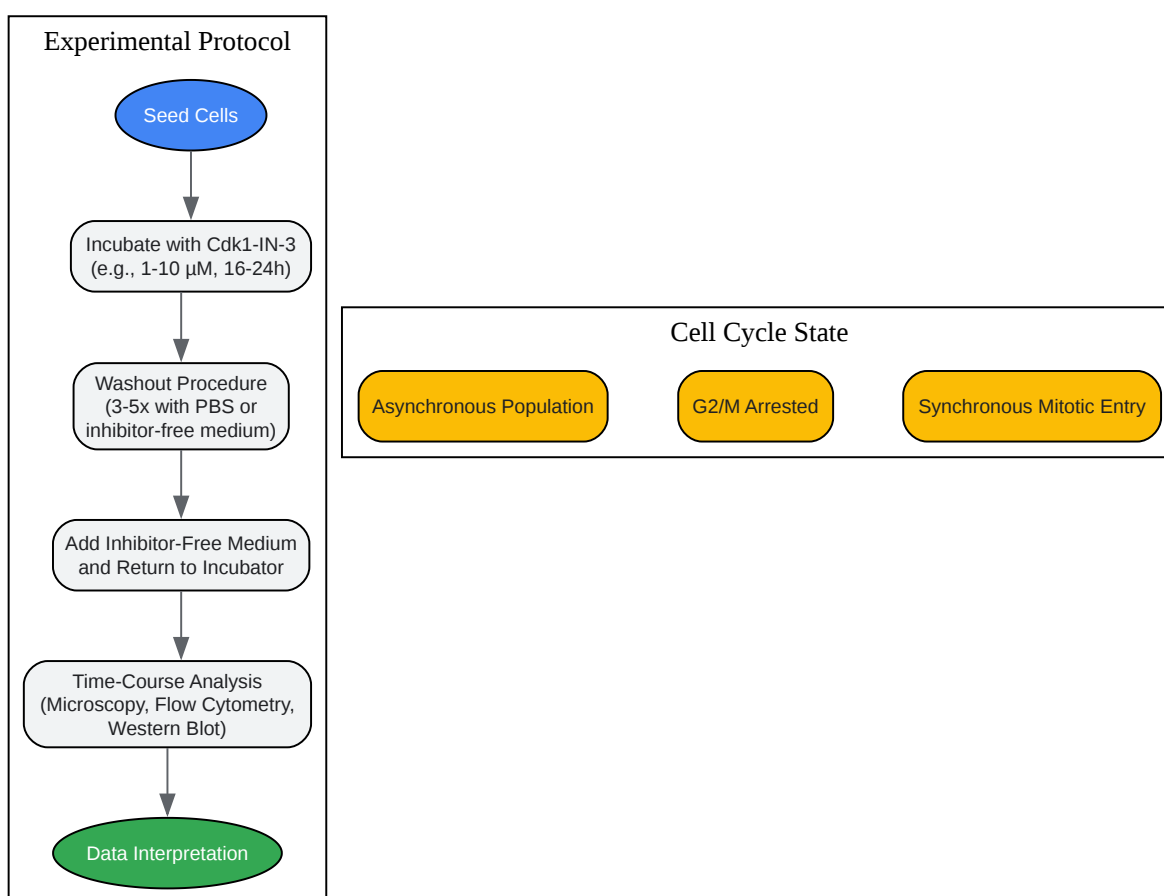 Experimental Protocol
Seed Cells
Incubate with Cdk1-IN-3
(e.g., 1-10 µM, 16-24h)
Washout Procedure
(3-5x with PBS or
inhibitor-free medium)
Add Inhibitor-Free Medium
and Return to Incubator
Time-Course Analysis
(Microscopy, Flow Cytometry,
Western Blot)
Data Interpretation
Cell Cycle State
Asynchronous Population
G2/M Arrested
Synchronous Mitotic Entry